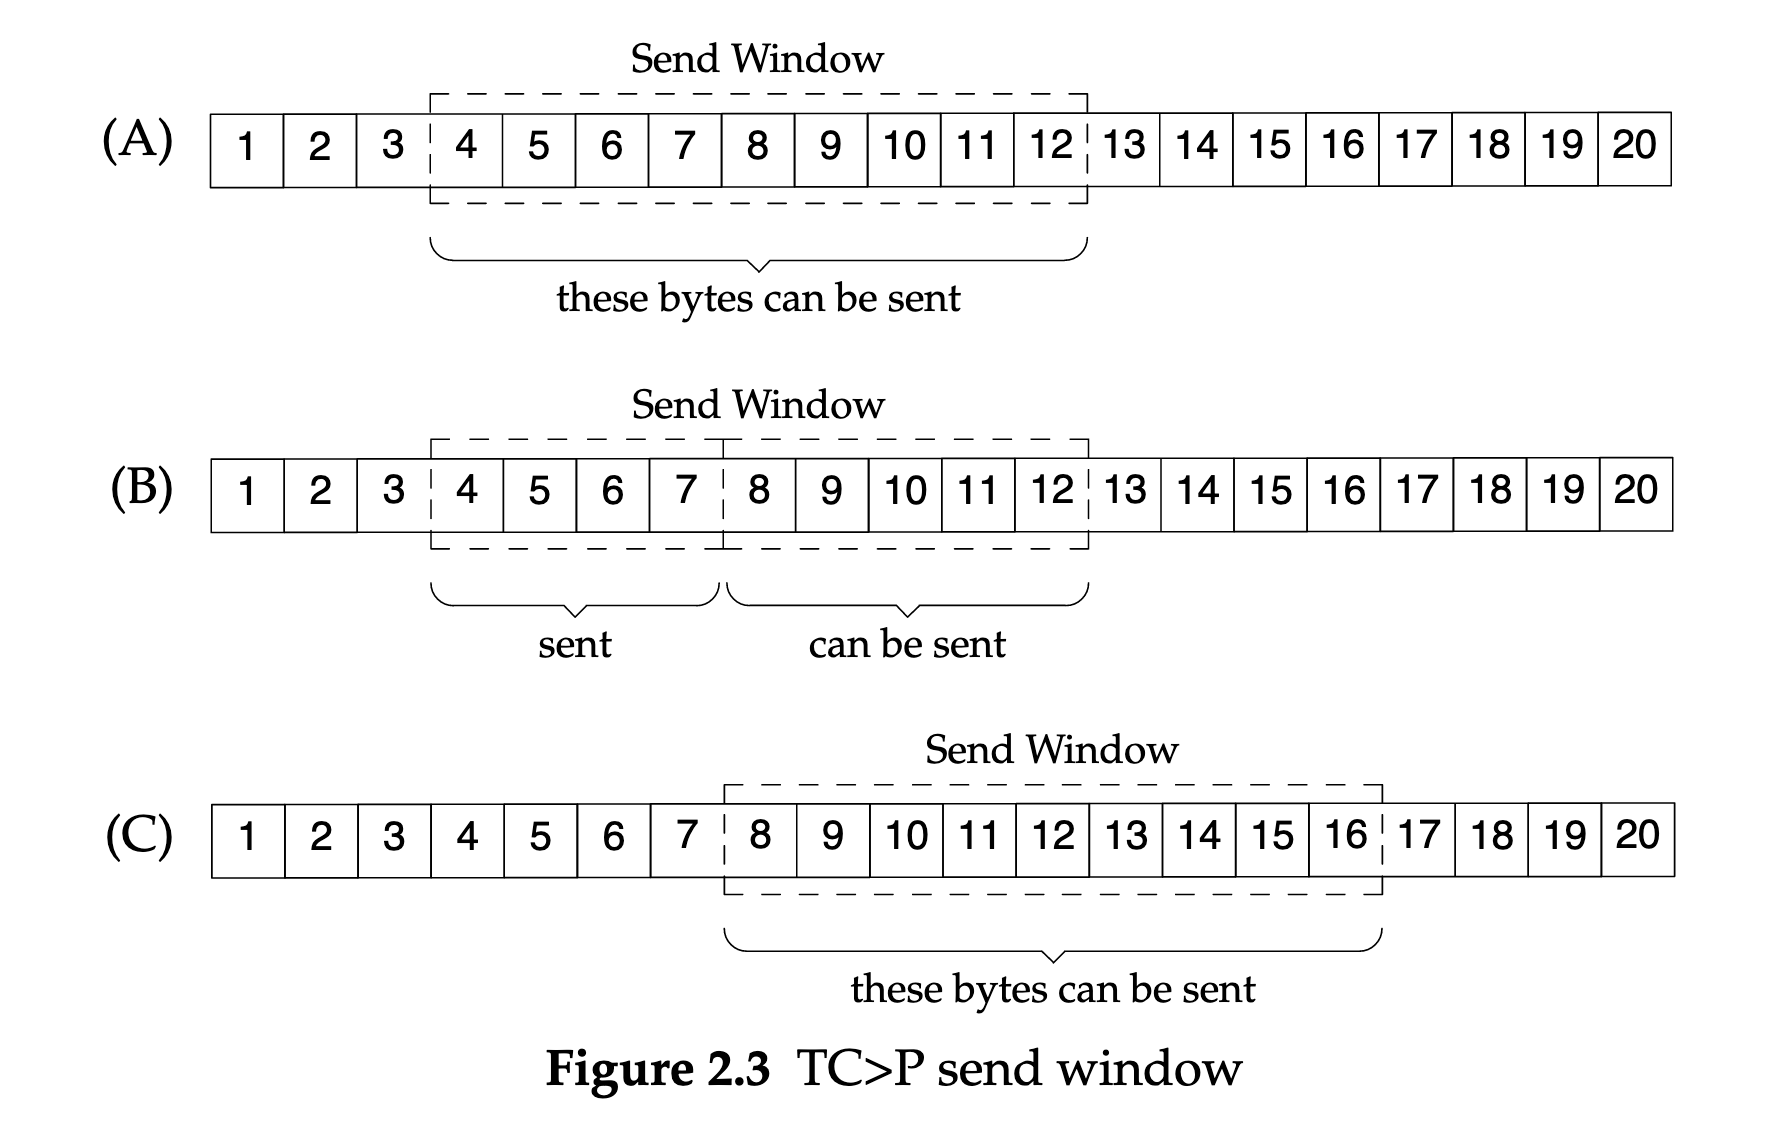 Send Window
(A) 1 2 3 4 5 6 7 8 9 10 11 12 13 14 15 16 17 18 19 20
these bytes can be sent
Send Window
(B) 1 2 3 4 5 6 7 8 9 10 11 12 13 14 15 16 17 18 19 20
sent can be sent
Send Window
(C) 1 2 3 4 5 6 7 8 9 10 11 12 13 14 15 16 17 18 19 20
these bytes can be sent
Figure 2.3 TC>P send window